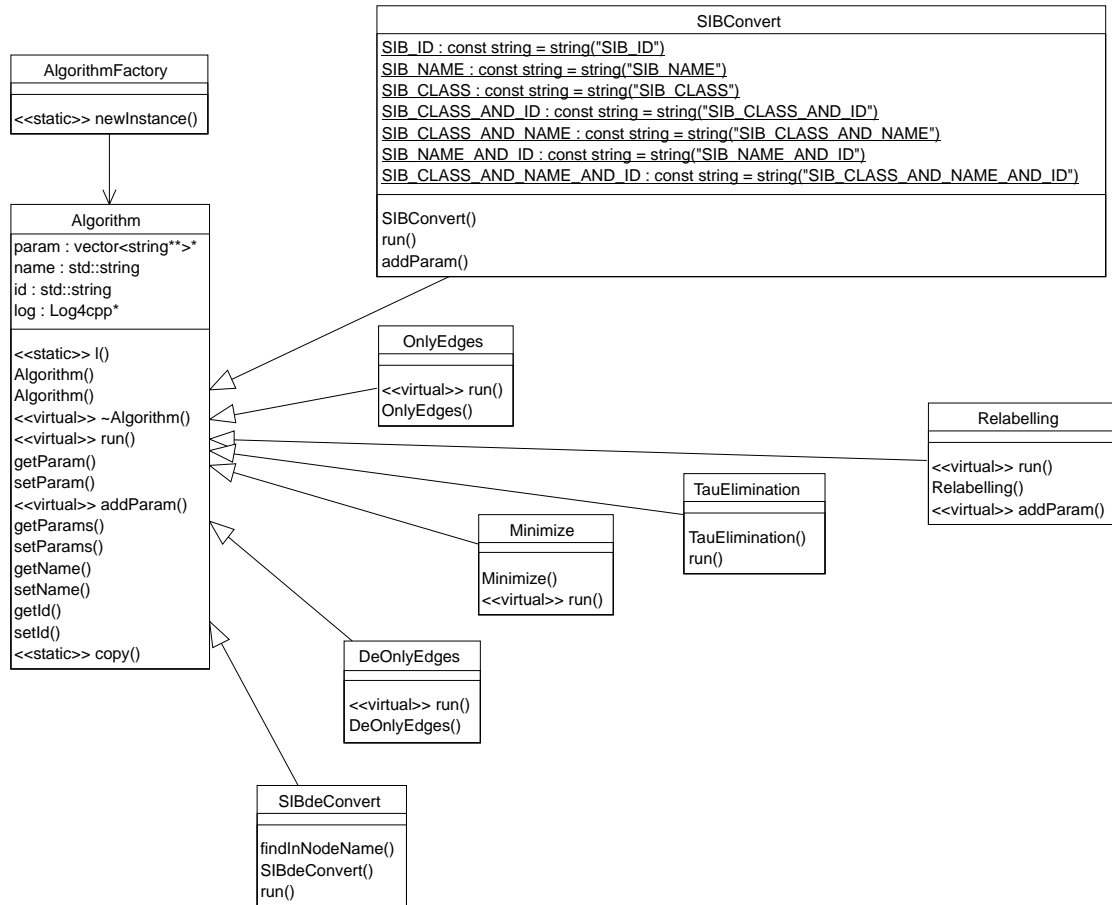 SIBConvert
SIB_ID : const string = string("SIB_ID")
SIB_NAME : const string = string("SIB_NAME")
SIB_CLASS : const string = string("SIB_CLASS")
SIB_CLASS_AND_ID : const string = string("SIB_CLASS_AND_ID")
SIB_CLASS_AND_NAME : const string = string("SIB_CLASS_AND_NAME")
SIB_NAME_AND_ID : const string = string("SIB_NAME_AND_ID")
SIB_CLASS_AND_NAME_AND_ID : const string = string("SIB_CLASS_AND_NAME_AND_ID")
SIBConvert()
run()
addParam()
AlgorithmFactory
<<static>> newInstance()
Algorithm
param : vector<string**>*
name : std::string
id : std::string
log : Log4cpp*
<<static>> l()
Algorithm()
Algorithm()
<<virtual>> ~Algorithm()
<<virtual>> run()
getParam()
setParam()
<<virtual>> addParam()
getParams()
setParams()
getName()
setName()
getId()
setId()
<<static>> copy()
OnlyEdges
<<virtual>> run()
OnlyEdges()
Relabelling
<<virtual>> run()
Relabelling()
<<virtual>> addParam()
TauElimination
TauElimination()
run()
Minimize
Minimize()
<<virtual>> run()
DeOnlyEdges
<<virtual>> run()
DeOnlyEdges()
SIBdeConvert
findInNodeName()
SIBdeConvert()
run()